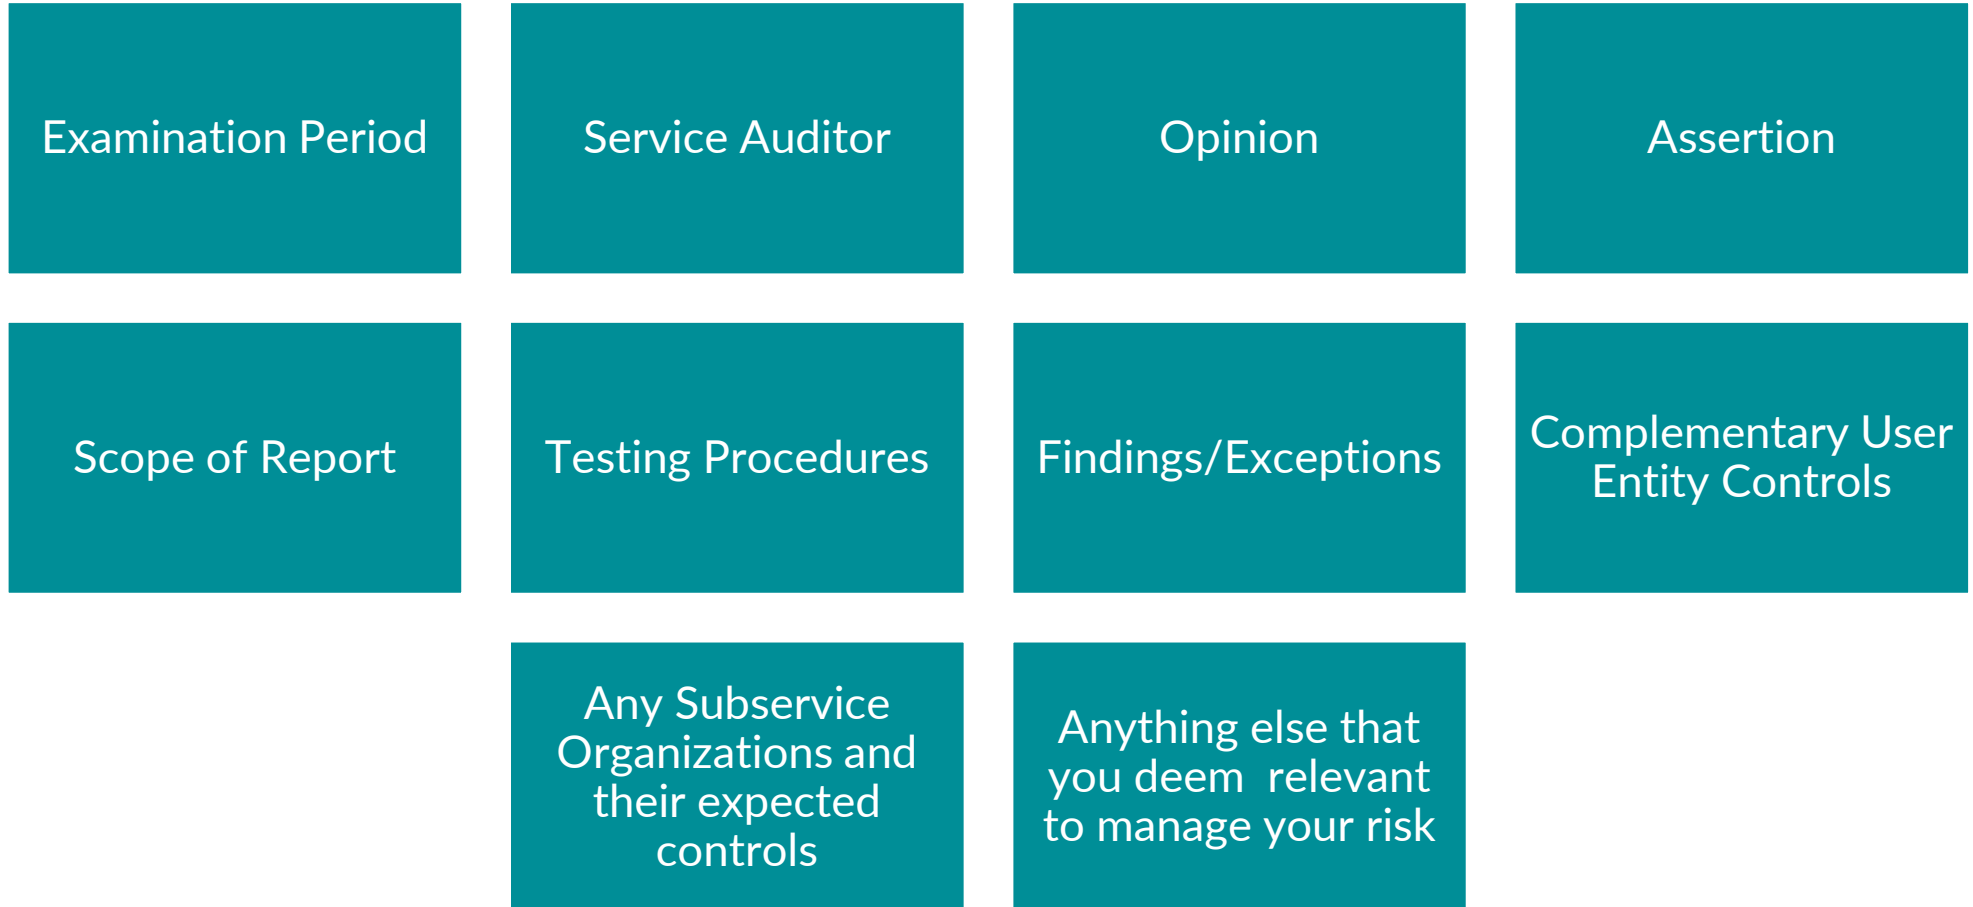 Examination Period
Service Auditor
Opinion
Assertion
Scope of Report
Testing Procedures
Findings/Exceptions
Complementary User
Entity Controls
Any Subservice
Organizations and
their expected
controls
Anything else that
you deem  relevant
to manage your risk